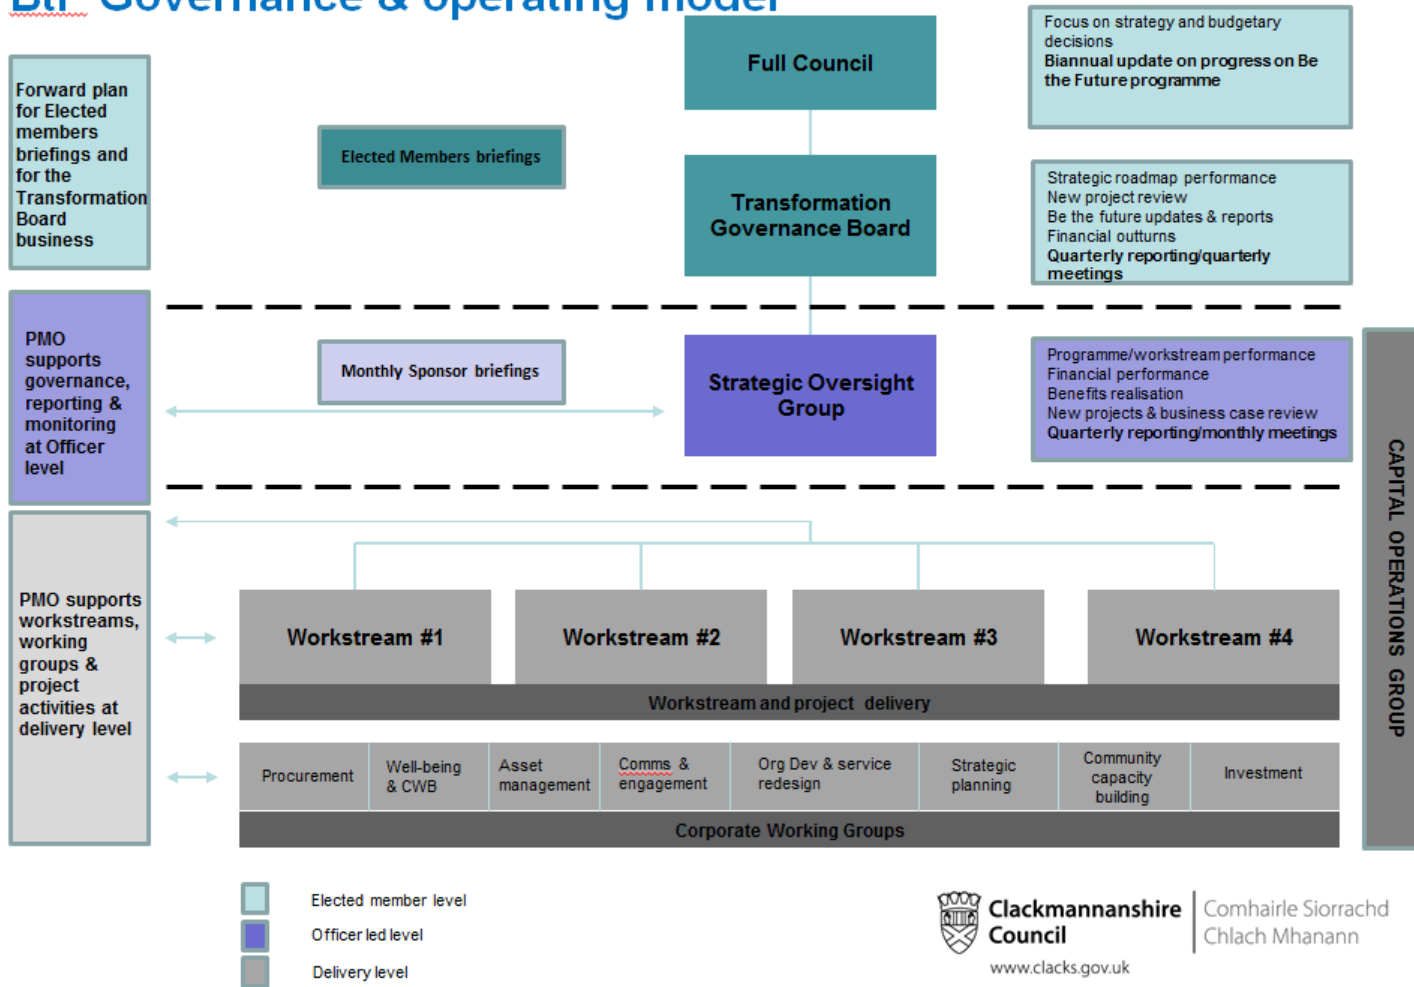 BtF Governance & operating model
Forward plan
for Elected
members
briefings and
for the
Transformation
Board
business
Elected Members briefings
Full Council
Focus on strategy and budgetary
decisions
Biannual update on progress on Be
the Future programme
Transformation
Governance Board
Strategic roadmap performance
New project review
Be the future updates & reports
Financial outturns
Quarterly reporting/quarterly
meetings
PMO
supports
governance,
reporting &
monitoring
at Officer
level
Monthly Sponsor briefings
Strategic Oversight
Group
Programme/workstream performance
Financial performance
Benefits realisation
New projects & business case review
Quarterly reporting/monthly meetings
CAPITAL OPERATIONS GROUP
PMO supports
workstreams,
working
groups &
project
activities at
delivery level
Workstream #1
Workstream #2
Workstream #3
Workstream #4
Workstream and project delivery
Procurement
Well-being
& CWB
Asset
management
Comms &
engagement
Org Dev & service
redesign
Strategic
planning
Community
capacity
building
Investment
Corporate Working Groups
Elected member level
Officer led level
Delivery level
Clackmannanshire
Council
www.clacks.gov.uk
Comhairle Siorrachd
Chlach Mhanann